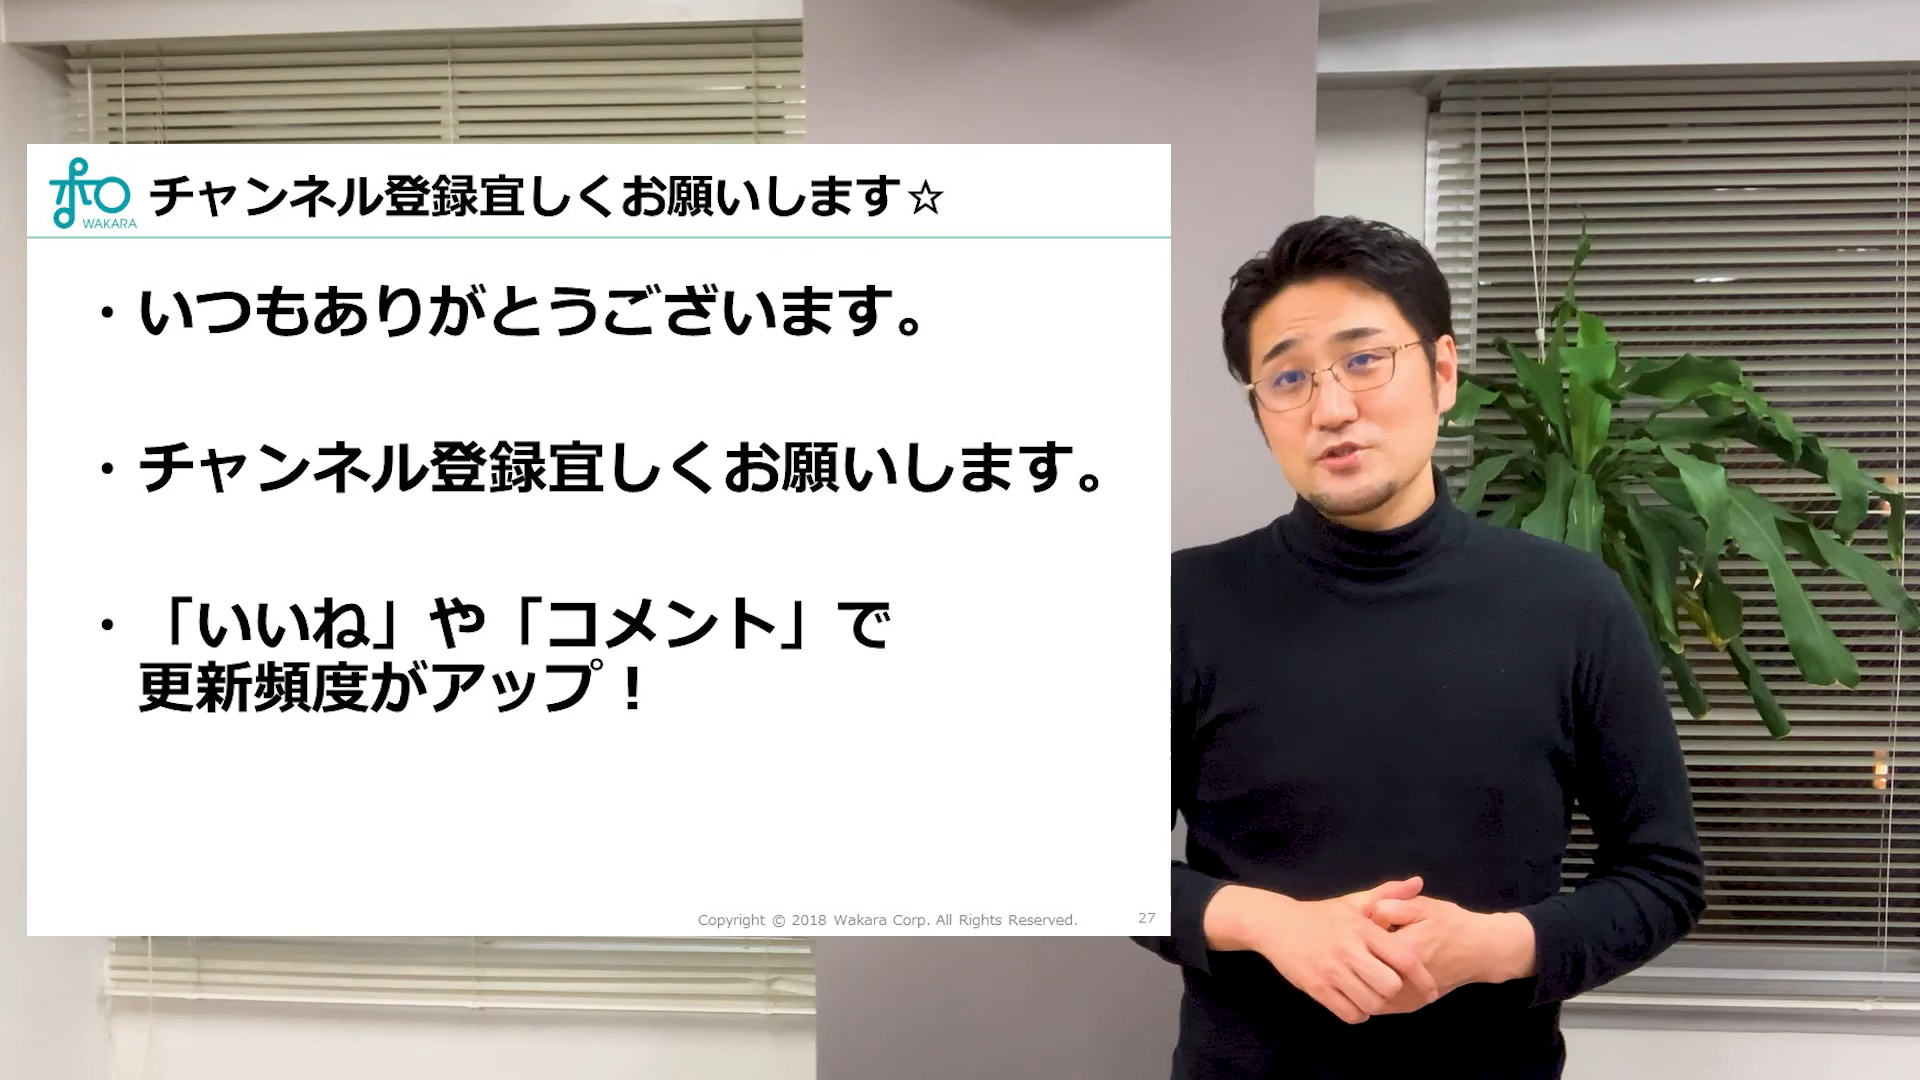 WAKARA
チャンネル登録宜しくお願いします☆
・いつもありがとうございます。
・チャンネル登録宜しくお願いします。
・「いいね」や「コメント」で
更新頻度がアップ！
Copyright © 2018 Wakara Corp. All Rights Reserved.
27